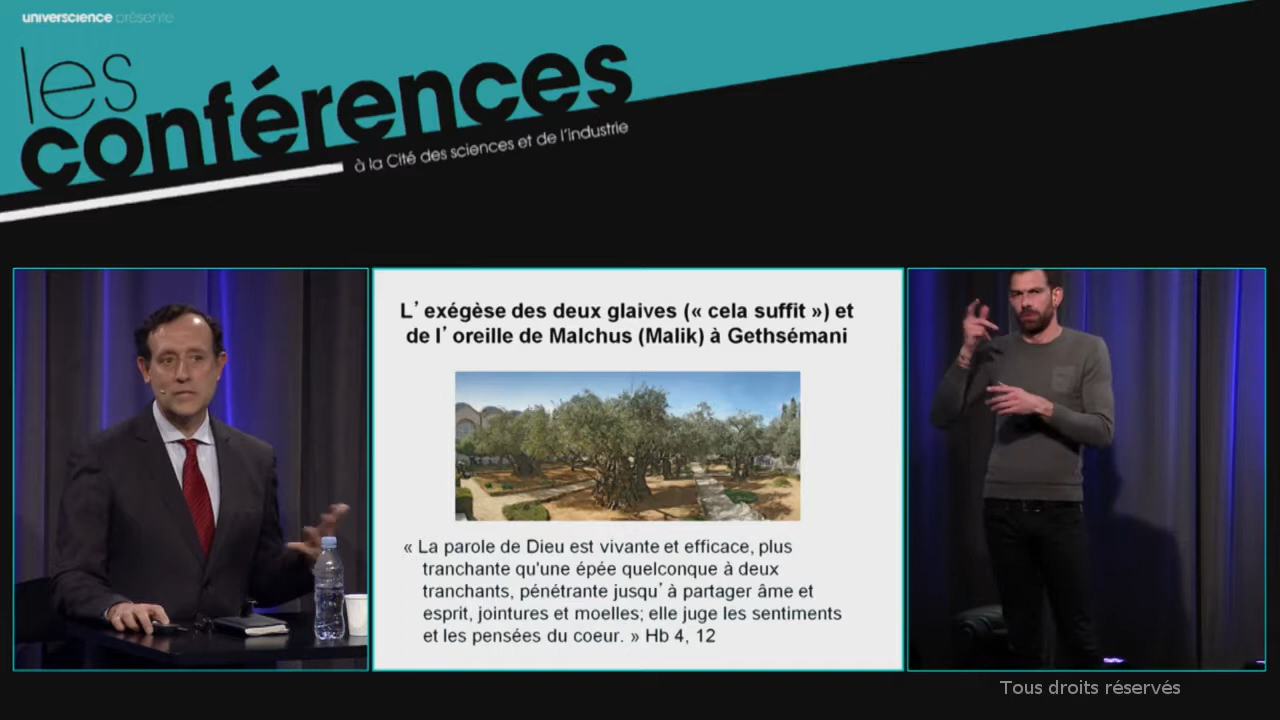 universcience présente
les
conférences
à la Cité des sciences et de l'industrie
L’ exégèse des deux glaives (« cela suffit ») et
de l’ oreille de Malchus (Malik) à Gethsémani
« La parole de Dieu est vivante et efficace, plus
tranchante qu'une épée quelconque à deux
tranchants, pénétrante jusqu’ à partager âme et
esprit, jointures et moelles; elle juge les sentiments
et les pensées du coeur. » Hb 4, 12
Tous droits réservés